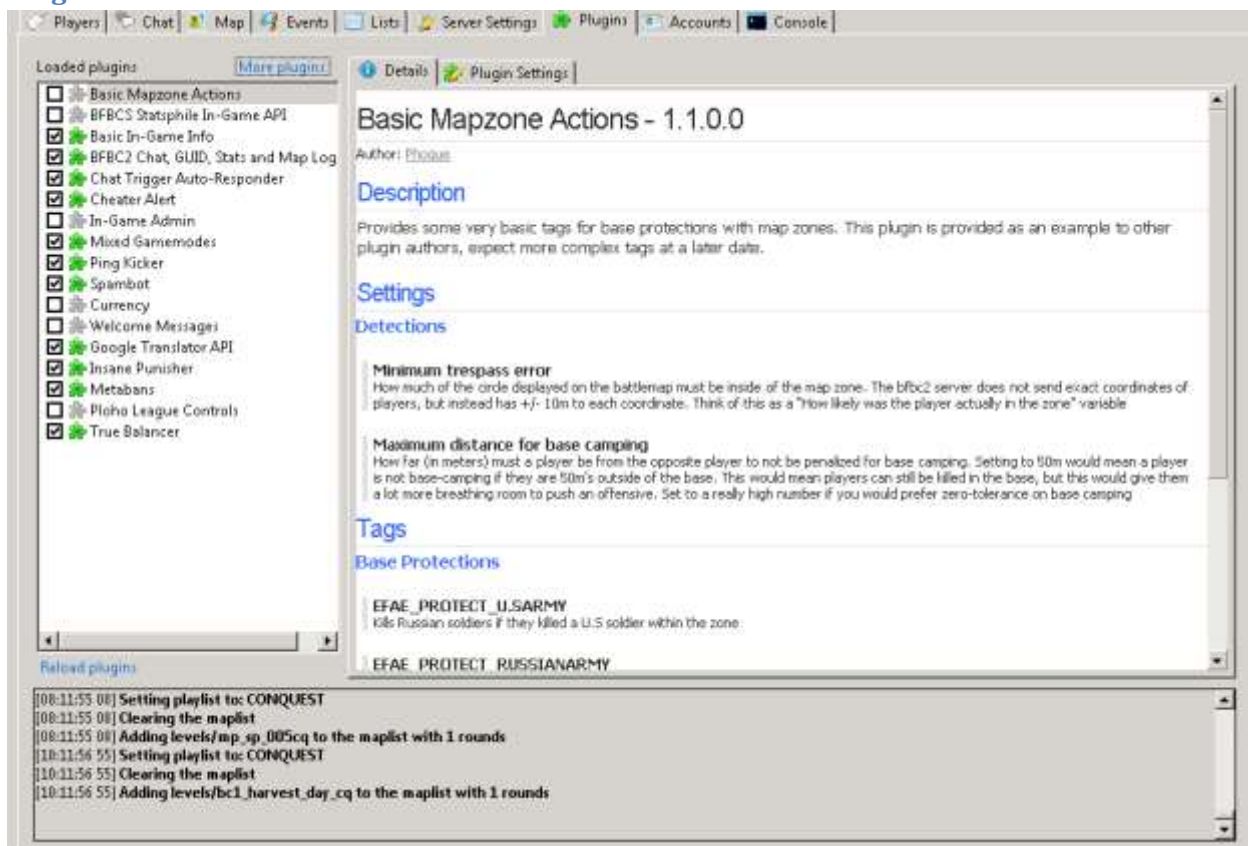 Players Chat Map Events Lists Server Settings Plugins Accounts Console
Loaded plugins More plugins
Basic Mapzone Actions
BFBCS Statsphile In-Game API
Basic In-Game Info
BFBC2 Chat, GUID, Stats and Map Log
Chat Trigger Auto-Responder
Cheater Alert
In-Game Admin
Mixed Gamemodes
Ping Kicker
Spambot
Currency
Welcome Messages
Google Translator API
Insane Punisher
Metabans
Ploho League Controls
True Balancer
Reload plugins
Details Plugin Settings
Basic Mapzone Actions - 1.1.0.0
Author: Phogue
Description
Provides some very basic tags for base protections with map zones. This plugin is provided as an example to other
plugin authors, expect more complex tags at a later date.
Settings
Detections
Minimum trespass error
How much of the circle displayed on the battlemap must be inside of the map zone. The bfbc2 server does not send exact coordinates of
players, but instead has +/- 10m to each coordinate. Think of this as a "How likely was the player actually in the zone" variable
Maximum distance for base camping
How far (in meters) must a player be from the opposite player to not be penalized for base camping. Setting to 50m would mean a player
is not base-camping if they are 50m's outside of the base. This would mean players can still be killed in the base, but this would give them
a lot more breathing room to push an offensive. Set to a really high number if you would prefer zero-tolerance on base camping
Tags
Base Protections
EFAE_PROTECT_U.SARMY
Kills Russian soldiers if they killed a U.S soldier within the zone
EFAE_PROTECT_RUSSIANARMY
[08:11:55 08] Setting playlist to: CONQUEST
[08:11:55 08] Clearing the maplist
[08:11:55 08] Adding levels/mp_sp_005cq to the maplist with 1 rounds
[10:11:56 55] Setting playlist to: CONQUEST
[10:11:56 55] Clearing the maplist
[10:11:56 55] Adding levels/bc1_harvest_day_cq to the maplist with 1 rounds